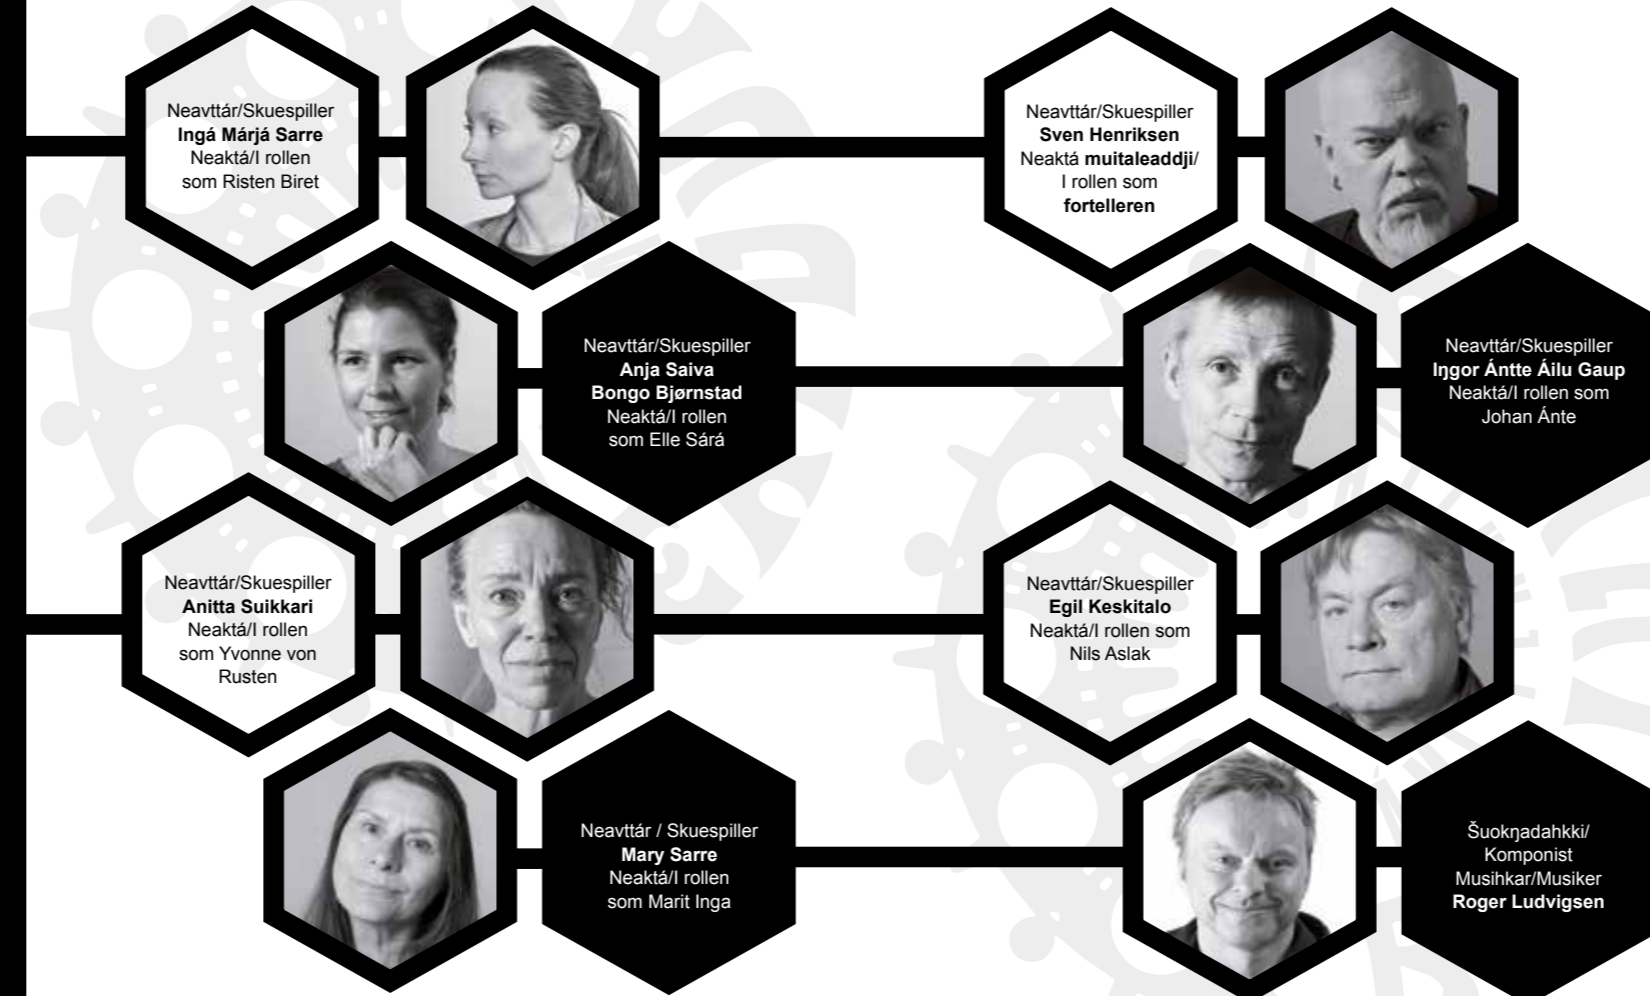 Neavttár/Skuespiller
Ingá Márjá Sarre
Neaktá/I rollen
som Risten Biret
Neavttár/Skuespiller
Sven Henriksen
Neaktá muitaleaddji/
I rollen som
fortelleren
Neavttár/Skuespiller
Anja Saiva
Bongo Bjørnstad
Neaktá/I rollen
som Elle Sárá
Neavttár/Skuespiller
Iŋgor Ántte Áilu Gaup
Neaktá/I rollen som
Johan Ánte
Neavttár/Skuespiller
Anitta Suikkari
Neaktá/I rollen
som Yvonne von
Rusten
Neavttár/Skuespiller
Egil Keskitalo
Neaktá/I rollen som
Nils Aslak
Neavttár / Skuespiller
Mary Sarre
Neaktá/I rollen
som Marit Inga
Šuokŋadahkki/
Komponist
Musihkar/Musiker
Roger Ludvigsen